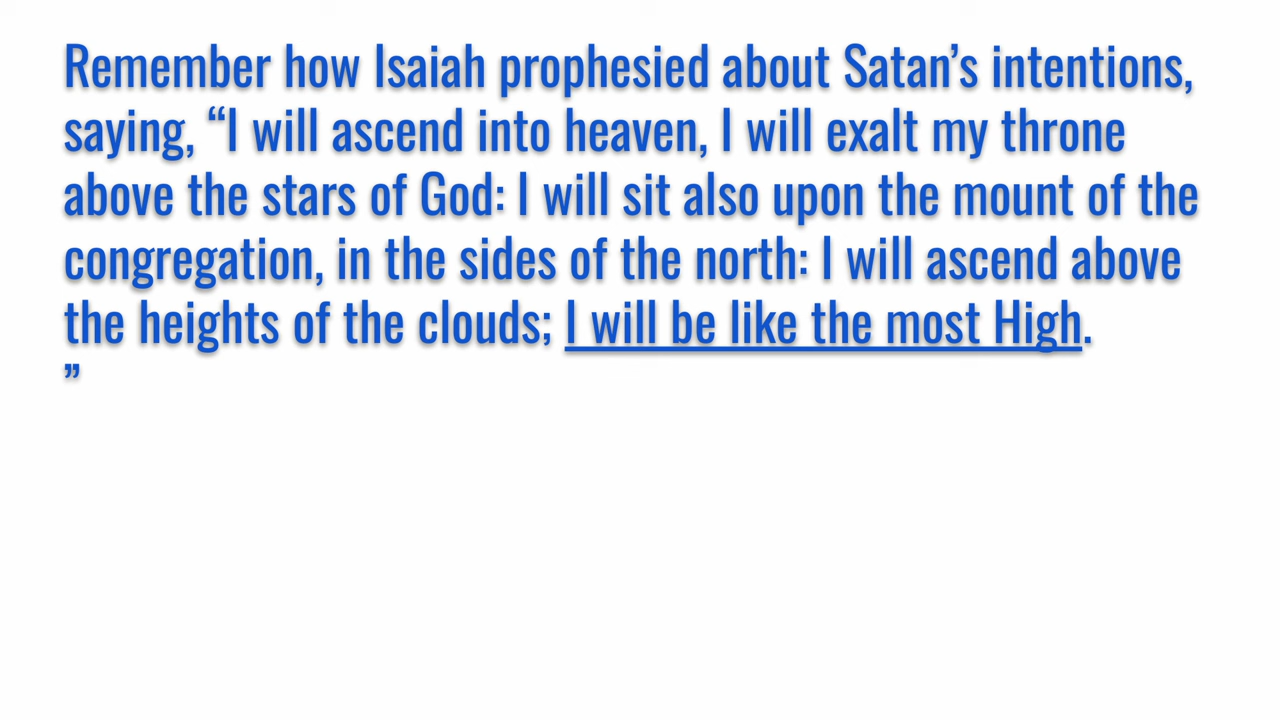 Remember how Isaiah prophesied about Satan’s intentions,
saying, “I will ascend into heaven, I will exalt my throne
above the stars of God: I will sit also upon the mount of the
congregation, in the sides of the north: I will ascend above
the heights of the clouds; I will be like the most High.
”